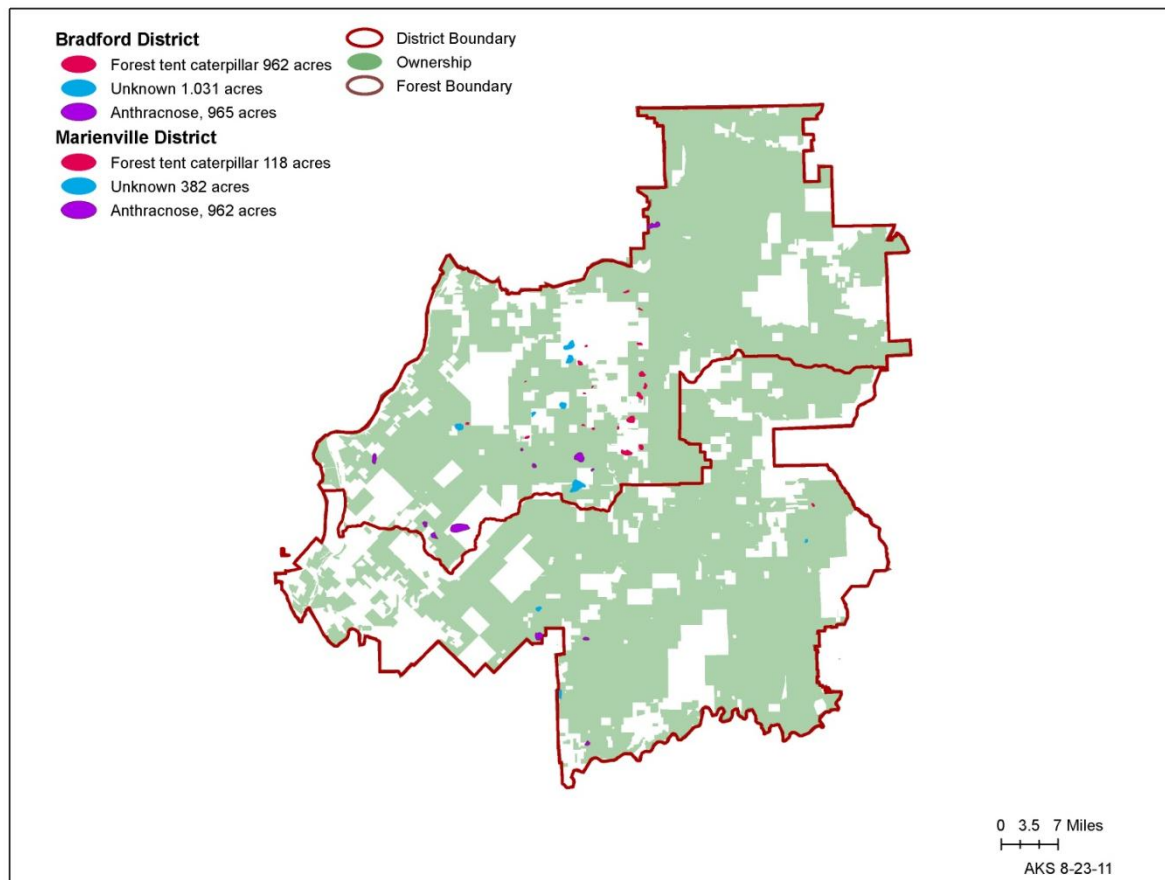 Bradford District
Forest tent caterpillar 962 acres
Unknown 1.031 acres
Anthracnose, 965 acres
Marienville District
Forest tent caterpillar 118 acres
Unknown 382 acres
Anthracnose, 962 acres
District Boundary
Ownership
Forest Boundary
0 3.5 7 Miles
AKS 8-23-11